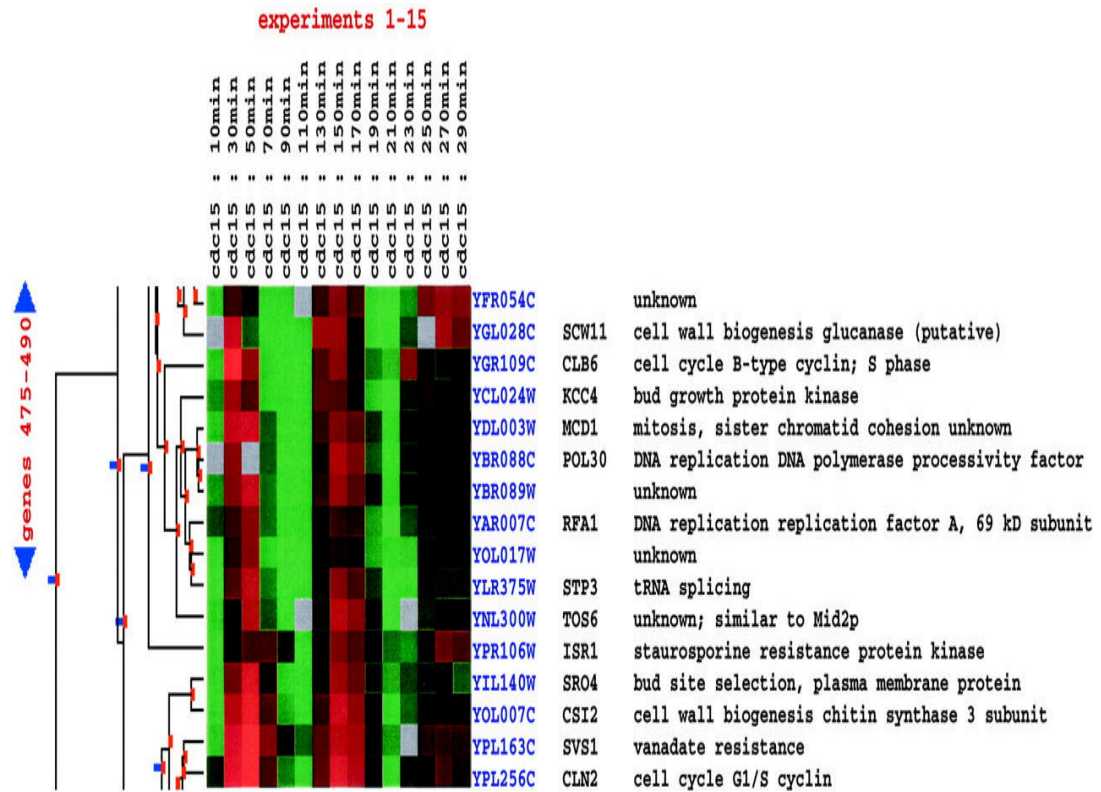 experiments 1-15
cdc15 : 10min
cdc15 : 30min
cdc15 : 50min
cdc15 : 70min
cdc15 : 90min
cdc15 : 110min
cdc15 : 130min
cdc15 : 150min
cdc15 : 170min
cdc15 : 190min
cdc15 : 210min
cdc15 : 230min
cdc15 : 250min
cdc15 : 270min
cdc15 : 290min
genes 475-490
YFR054C unknown
YGL028C SCW11 cell wall biogenesis glucanase (putative)
YGR109C CLB6 cell cycle B-type cyclin; S phase
YCL024W KCC4 bud growth protein kinase
YDL003W MCD1 mitosis, sister chromatid cohesion unknown
YBR088C POL30 DNA replication DNA polymerase processivity factor
YBR089W unknown
YAR007C RFA1 DNA replication replication factor A, 69 kD subunit
YOL017W unknown
YLR375W STP3 tRNA splicing
YNL300W TOS6 unknown; similar to Mid2p
YPR106W ISR1 staurosporine resistance protein kinase
YIL140W SRO4 bud site selection, plasma membrane protein
YOL007C CSI2 cell wall biogenesis chitin synthase 3 subunit
YPL163C SVS1 vanadate resistance
YPL256C CLN2 cell cycle G1/S cyclin